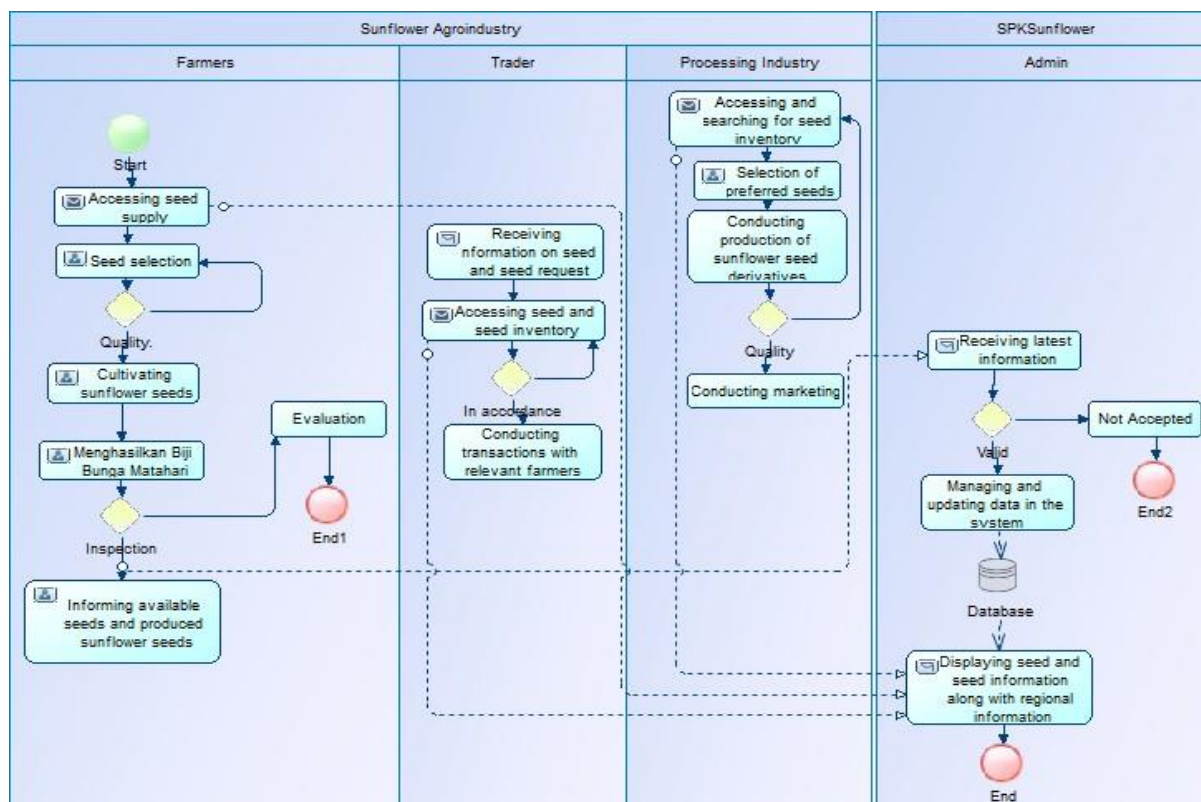 Sunflower Agroindustry
SPKSunflower
Farmers
Trader
Processing Industry
Admin
Start
Accessing seed
supply
Seed selection
Quality.
Cultivating
sunflower seeds
Menghasilkan Biji
Bunga Matahari
Inspection
Informing available
seeds and produced
sunflower seeds
Evaluation
End1
Receiving
nformation on seed
and seed request
Accessing seed and
seed inventory
In accordance
Conducting
transactions with
relevant farmers
Accessing and
searching for seed
inventory
Selection of
preferred seeds
Conducting
production of
sunflower seed
derivatives
Quality
Conducting marketing
Receiving latest
information
Valid
Not Accepted
End2
Managing and
updating data in the
system
Database
Displaying seed and
seed information
along with regional
information
End